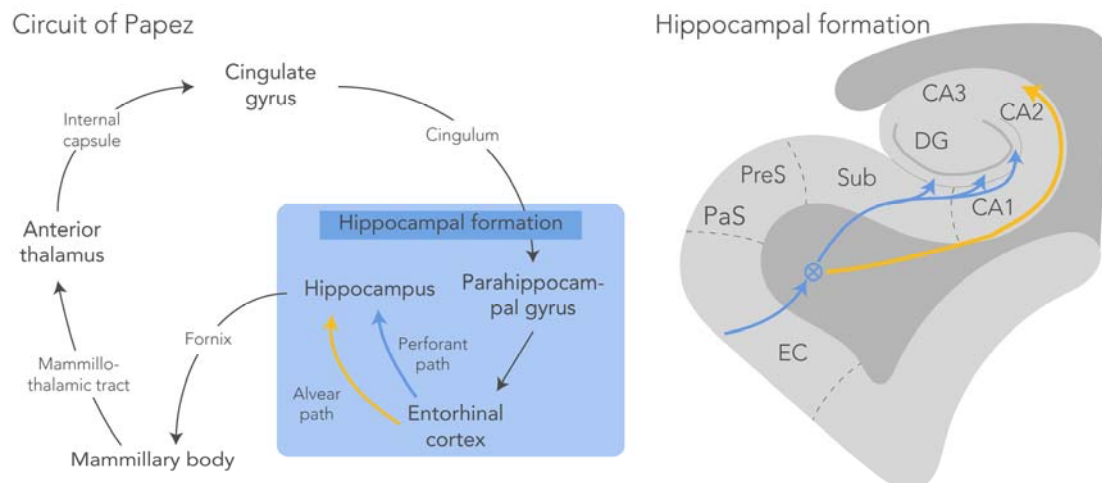 Circuit of Papez
Cingulate
gyrus
Internal
capsule
Cingulum
Anterior
thalamus
Hippocampal formation
Hippocampus
Parahippocam-
pal gyrus
Fornix
Perforant
path
Mammillo-
thalamic tract
Alvear
path
Entorhinal
cortex
Mammillary body
Hippocampal formation
CA3
CA2
DG
PreS
Sub
PaS
CA1
EC